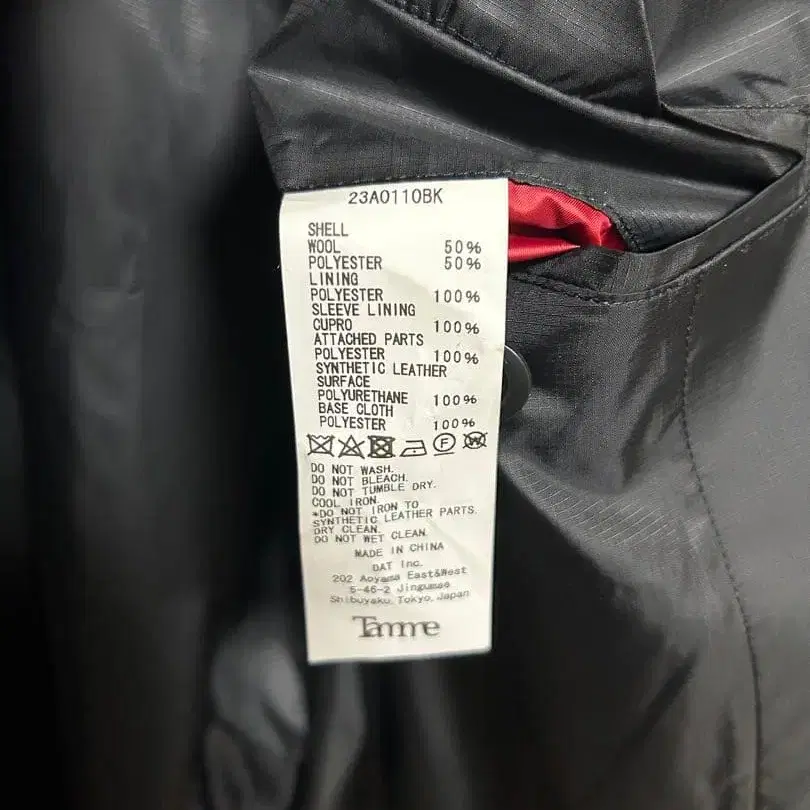 23A0110BK
SHELL
WOOL 50%
POLYESTER 50%
LINING
POLYESTER 100%
SLEEVE LINING
CUPRO 100%
ATTACHED PARTS
POLYESTER 100%
SYNTHETIC LEATHER
SURFACE
POLYURETHANE 100%
BASE CLOTH
POLYESTER 100%
F W
DO NOT WASH.
DO NOT BLEACH.
DO NOT TUMBLE DRY.
COOL IRON.
*DO NOT IRON TO
SYNTHETIC LEATHER PARTS.
DRY CLEAN.
DO NOT WET CLEAN.
MADE IN CHINA
DAT Inc.
202 Aoyama East&West
5-46-2 Jingumae
Shibuyaku, Tokyo, Japan
Tamme